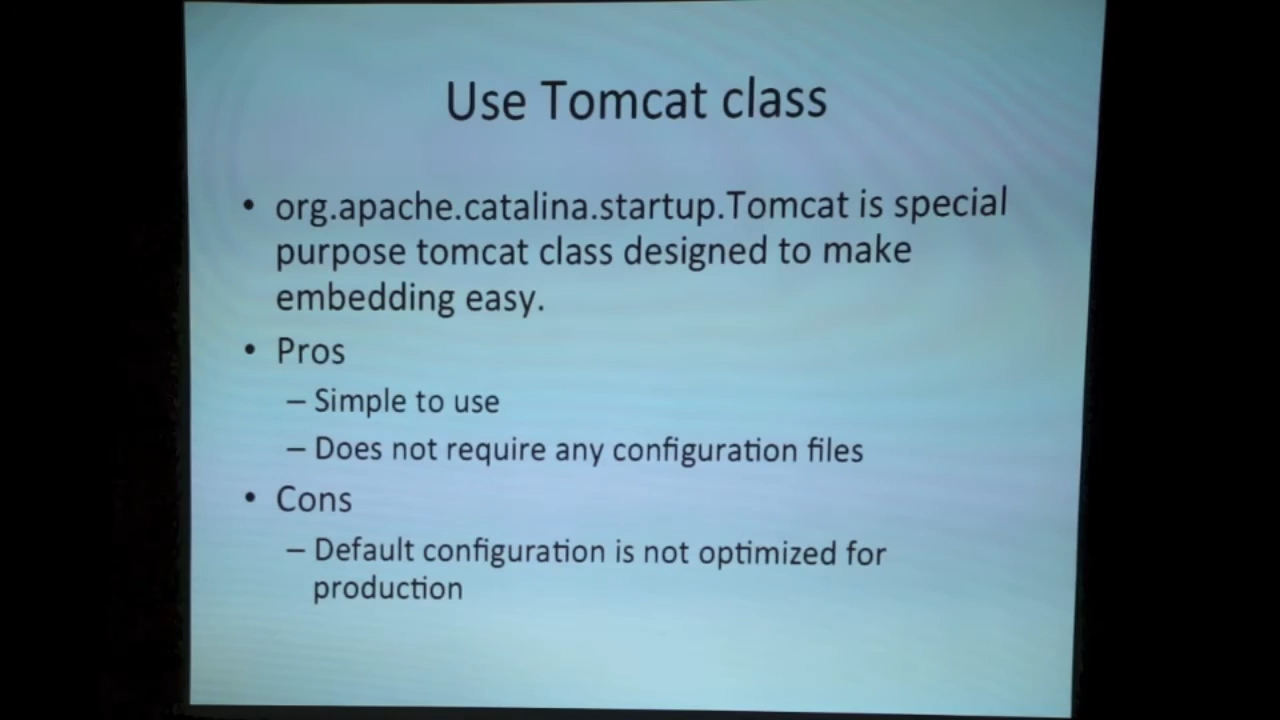 Use Tomcat class
• org.apache.catalina.startup.Tomcat is special
purpose tomcat class designed to make
embedding easy.
• Pros
– Simple to use
– Does not require any configuration files
• Cons
– Default configuration is not optimized for
production